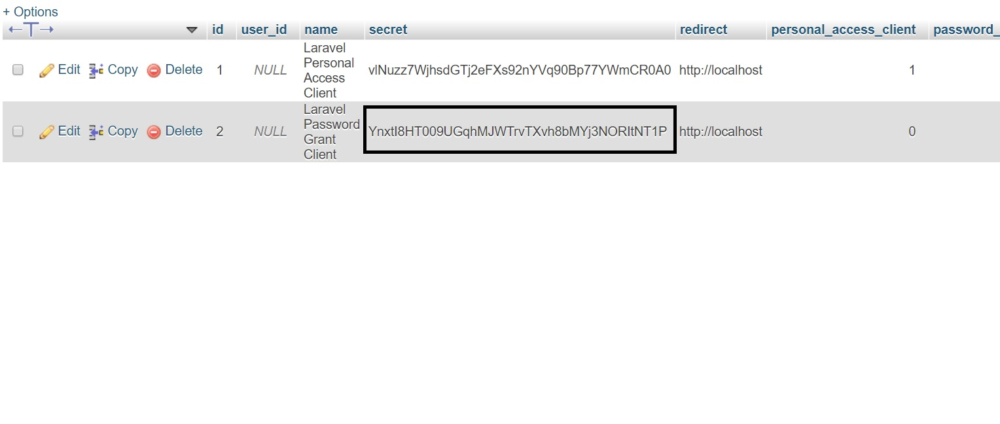 + Options
id user_id name secret redirect personal_access_client password_
Laravel
Personal
Access
Client
Edit Copy Delete 1 NULL vlNuzz7WjhsdGTj2eFXs92nYVq90Bp77YWmCR0A0 http://localhost 1
Laravel
Password
Grant
Client
Edit Copy Delete 2 NULL YnxtI8HT009UGqhMJWTrvTXvh8bMYj3NORItNT1P http://localhost 0